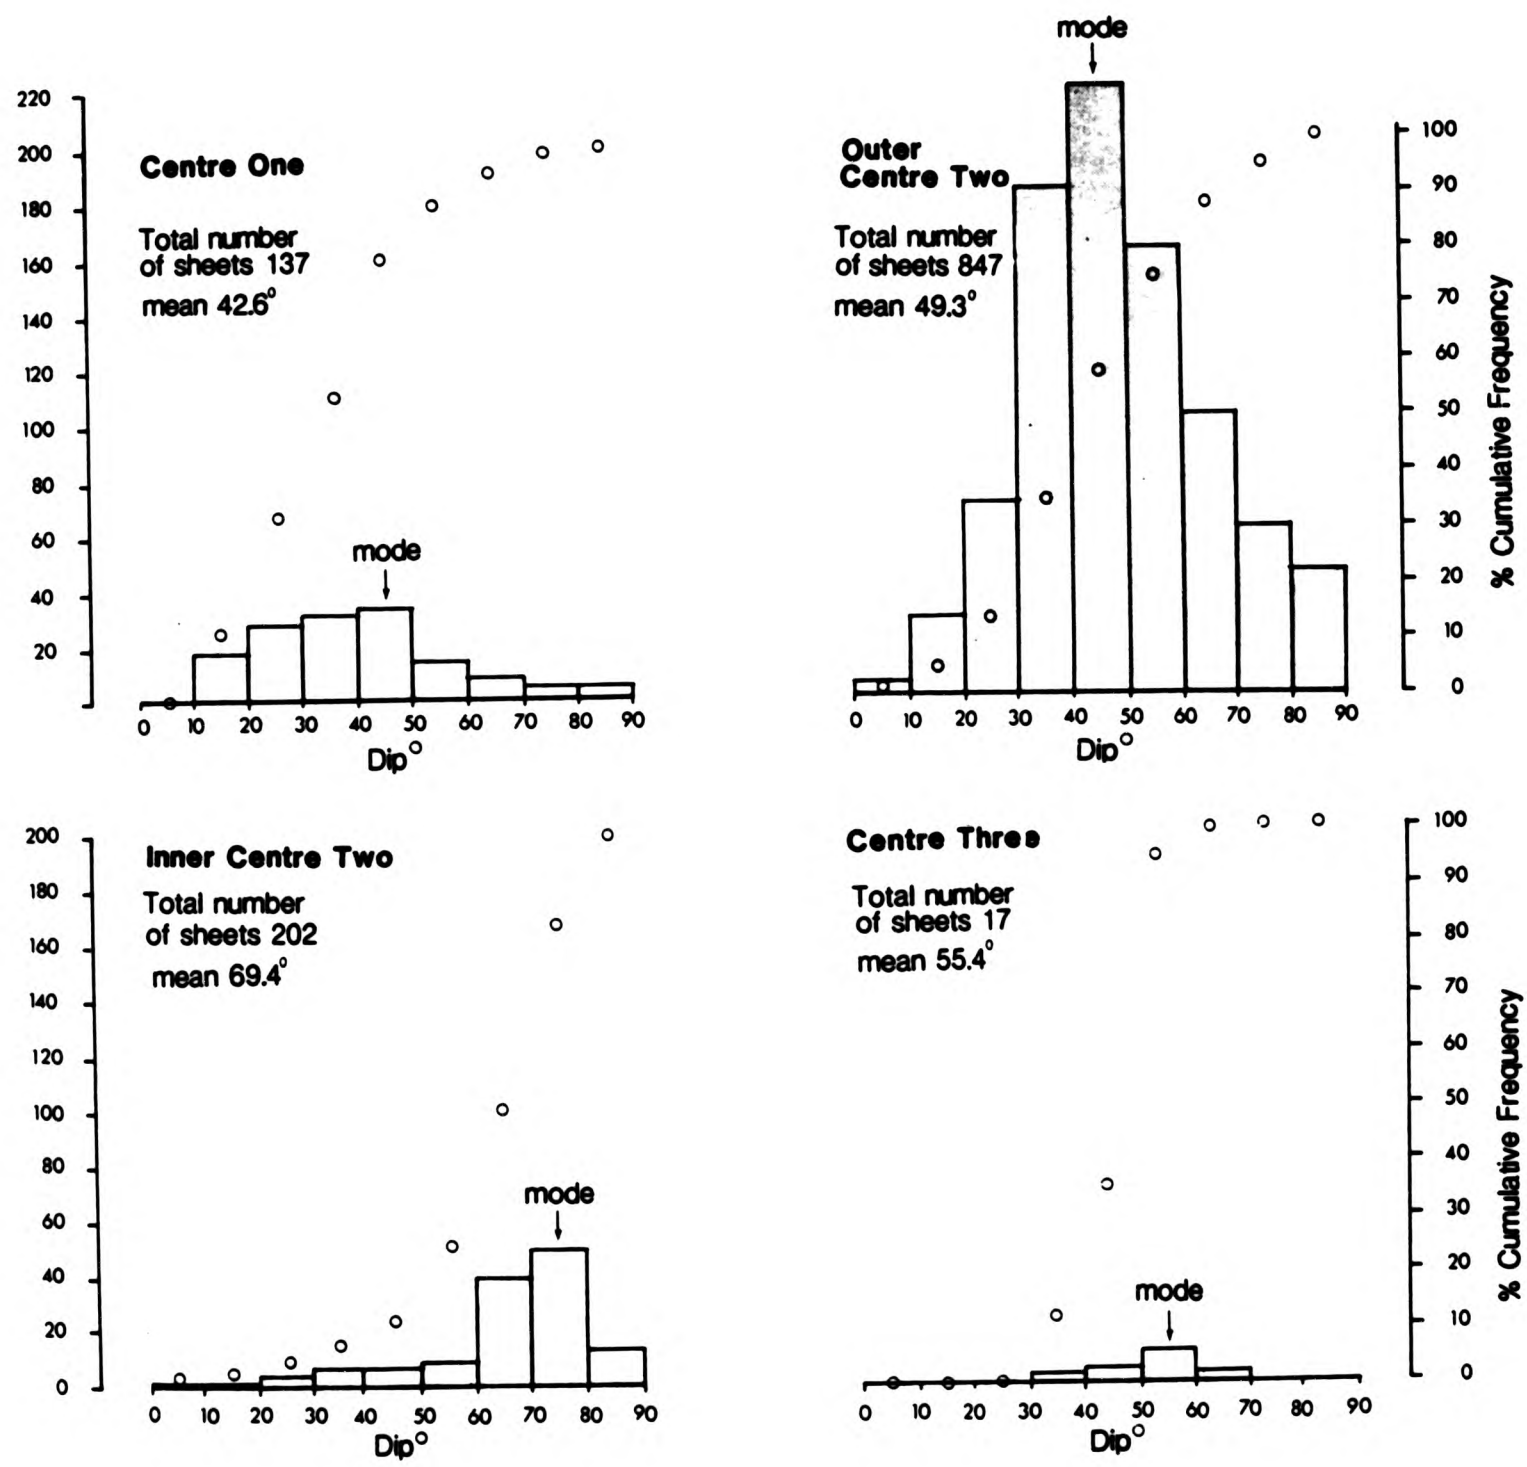 220
200
180
160
140
120
100
80
60
40
20
Centre One
Total number
of sheets 137
mean 42.6°
mode
0 10 20 30 40 50 60 70 80 90
Dip°
mode
Outer
Centre Two
Total number
of sheets 847
mean 49.3°
0 10 20 30 40 50 60 70 80 90
Dip°
100
90
80
70
60
50
40
30
20
10
0
% Cumulative Frequency
200
180
160
140
120
100
80
60
40
20
0
Inner Centre Two
Total number
of sheets 202
mean 69.4°
mode
0 10 20 30 40 50 60 70 80 90
Dip°
Centre Three
Total number
of sheets 17
mean 55.4°
mode
0 10 20 30 40 50 60 70 80 90
Dip°
100
90
80
70
60
50
40
30
20
10
0
% Cumulative Frequency